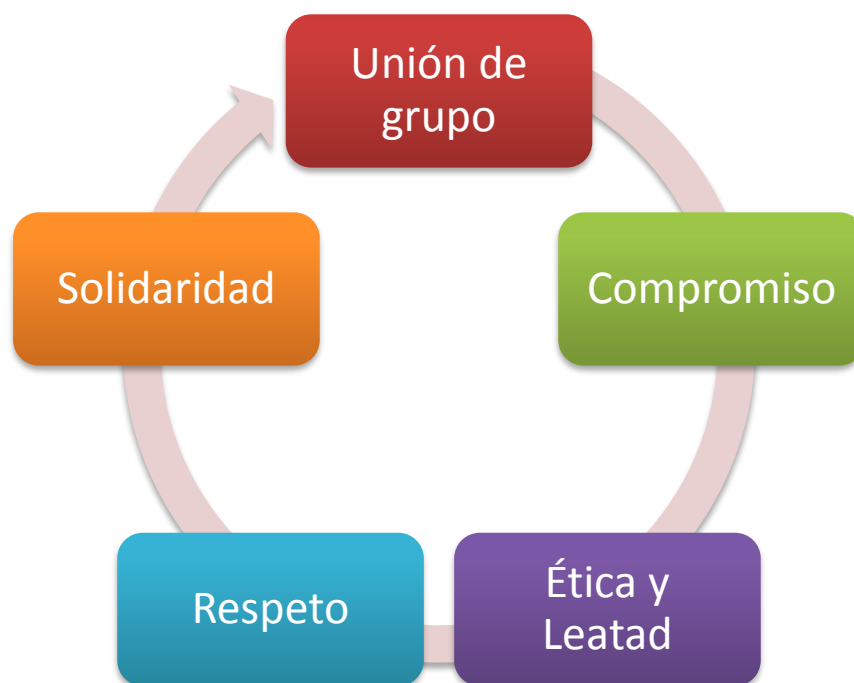 Unión de
grupo
Compromiso
Ética y
Leatad
Respeto
Solidaridad